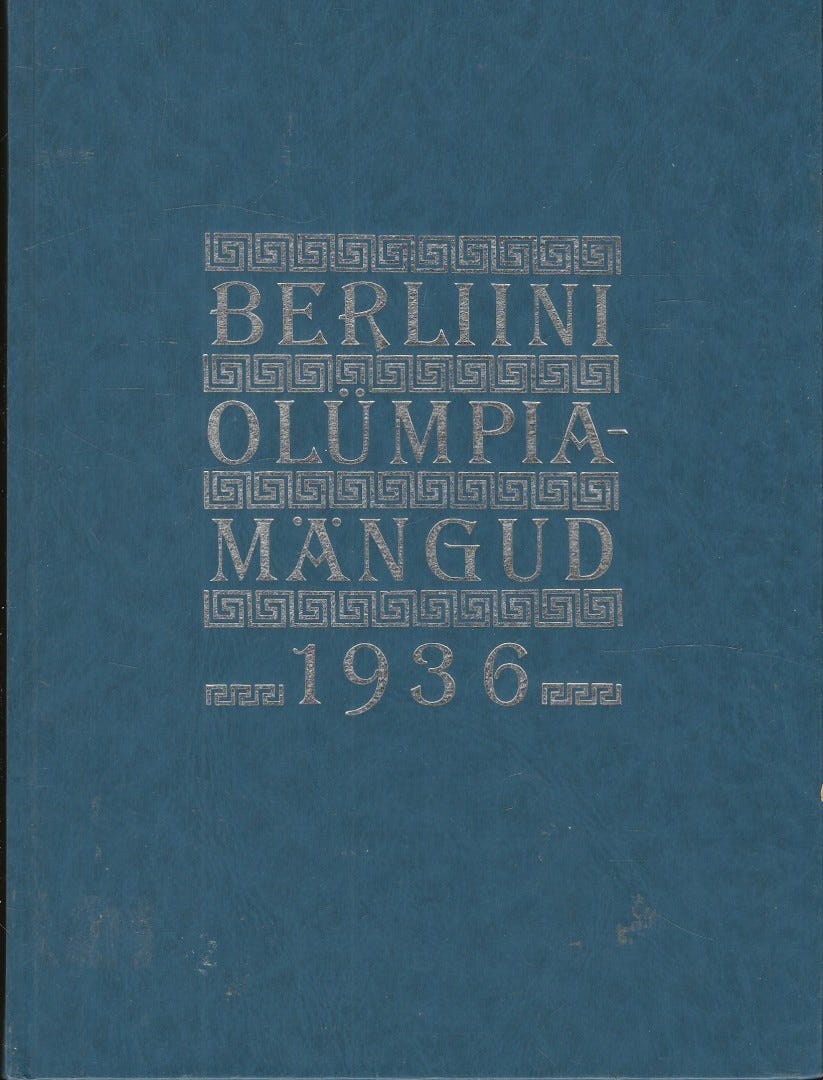 BERLIINI
OLÜMPIA-
MÄNGUD
1936